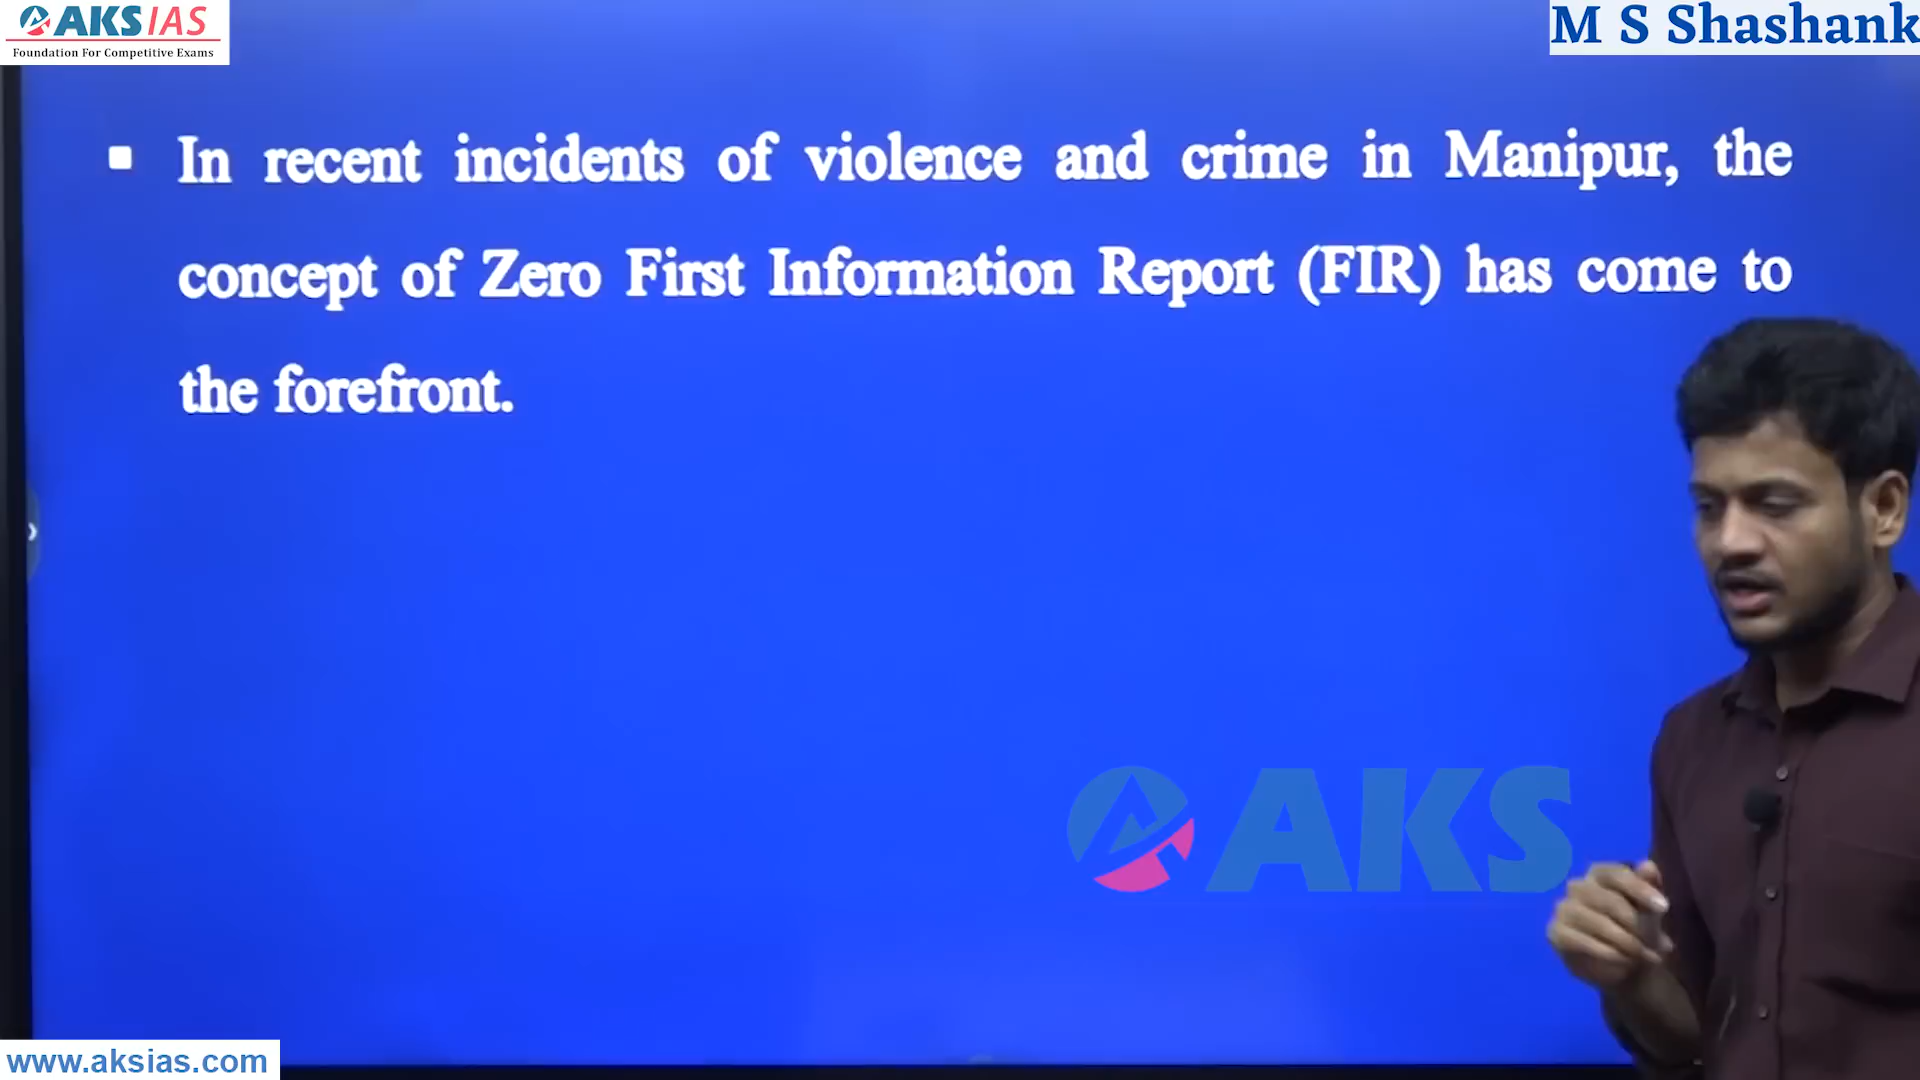 AKS IAS
Foundation For Competitive Exams
M S Shashank
▪ In recent incidents of violence and crime in Manipur, the
concept of Zero First Information Report (FIR) has come to
the forefront.
AKS
www.aksias.com